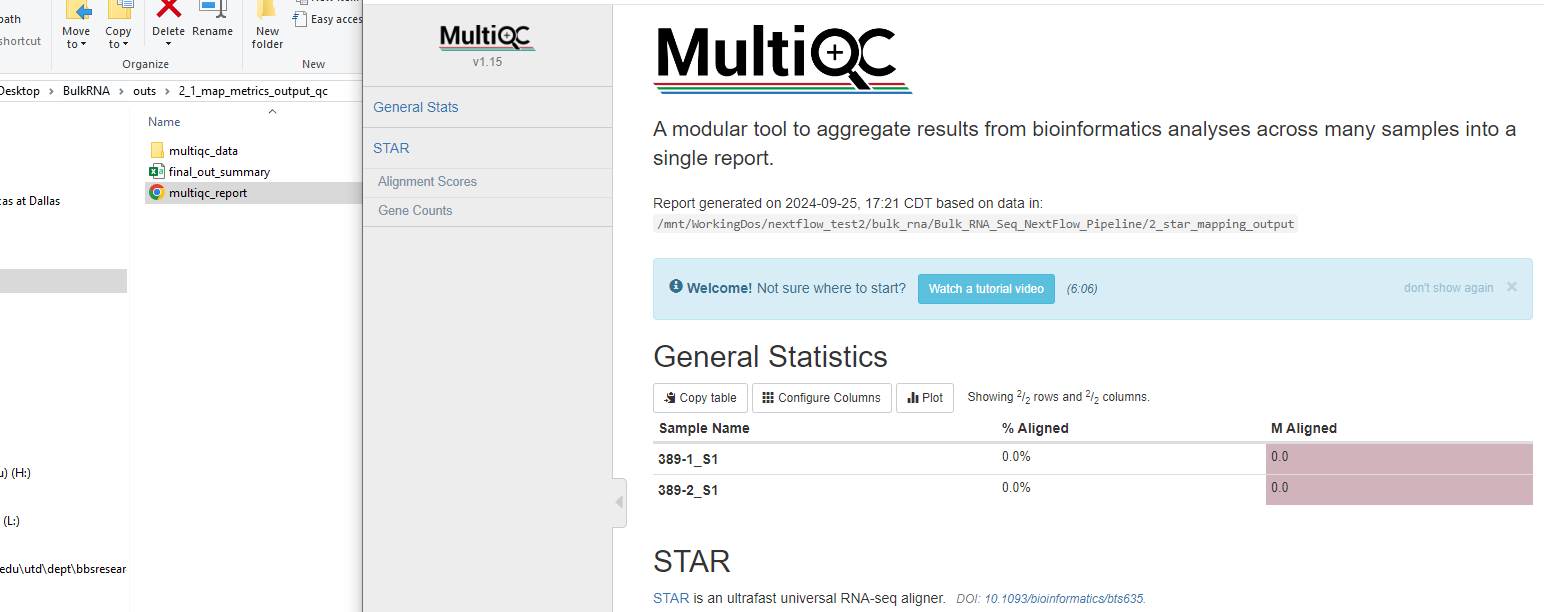 path
shortcut
Move
to
Copy
to
Delete
Rename
New
folder
Easy acces
Organize
New
Desktop > BulkRNA > outs > 2_1_map_metrics_output_qc
Name
multiqc_data
final_out_summary
multiqc_report
as at Dallas
(H:)
(L:)
edu\utd\dept\bbsresear
MultiQC
v1.15
General Stats
STAR
Alignment Scores
Gene Counts
MultiQC
A modular tool to aggregate results from bioinformatics analyses across many samples into a
single report.
Report generated on 2024-09-25, 17:21 CDT based on data in:
/mnt/WorkingDos/nextflow_test2/bulk_rna/Bulk_RNA_Seq_NextFlow_Pipeline/2_star_mapping_output
Welcome! Not sure where to start? Watch a tutorial video (6:06) don't show again ×
General Statistics
Copy table Configure Columns Plot Showing 2/2 rows and 2/2 columns.
Sample Name % Aligned M Aligned
389-1_S1 0.0% 0.0
389-2_S1 0.0% 0.0
STAR
STAR is an ultrafast universal RNA-seq aligner. DOI: 10.1093/bioinformatics/bts635.